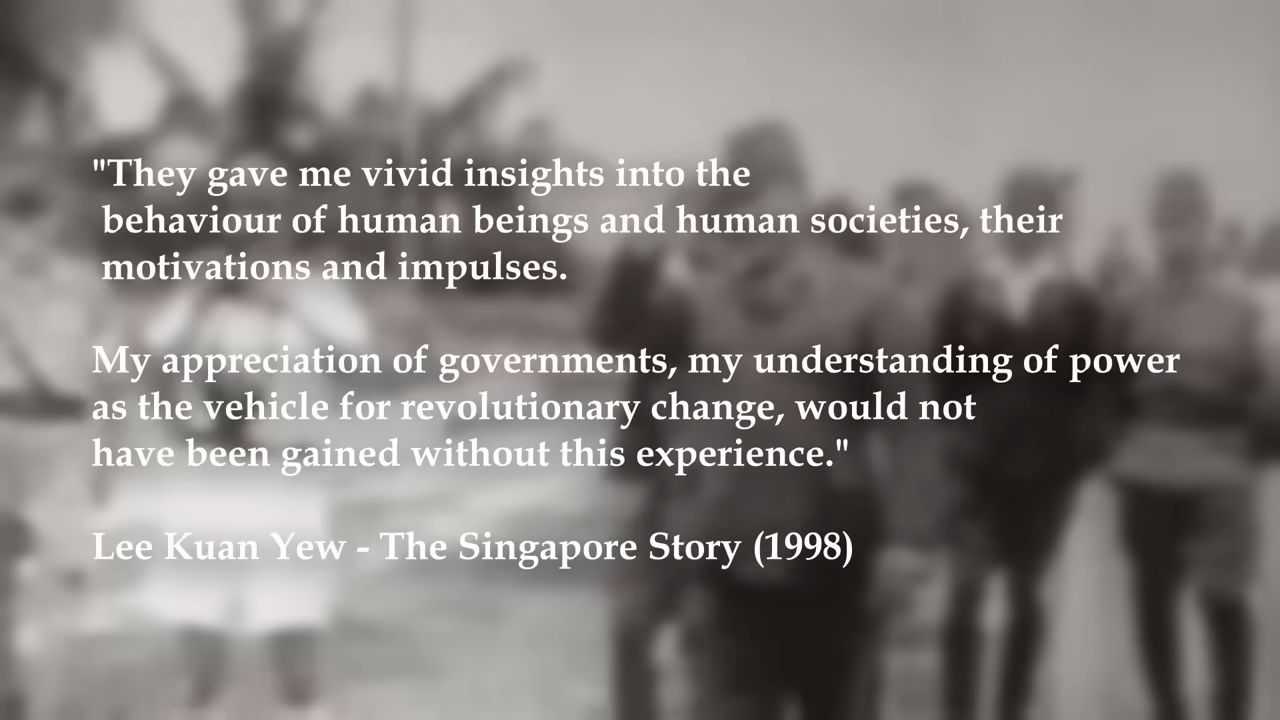 "They gave me vivid insights into the
behaviour of human beings and human societies, their
motivations and impulses.
My appreciation of governments, my understanding of power
as the vehicle for revolutionary change, would not
have been gained without this experience."
Lee Kuan Yew - The Singapore Story (1998)